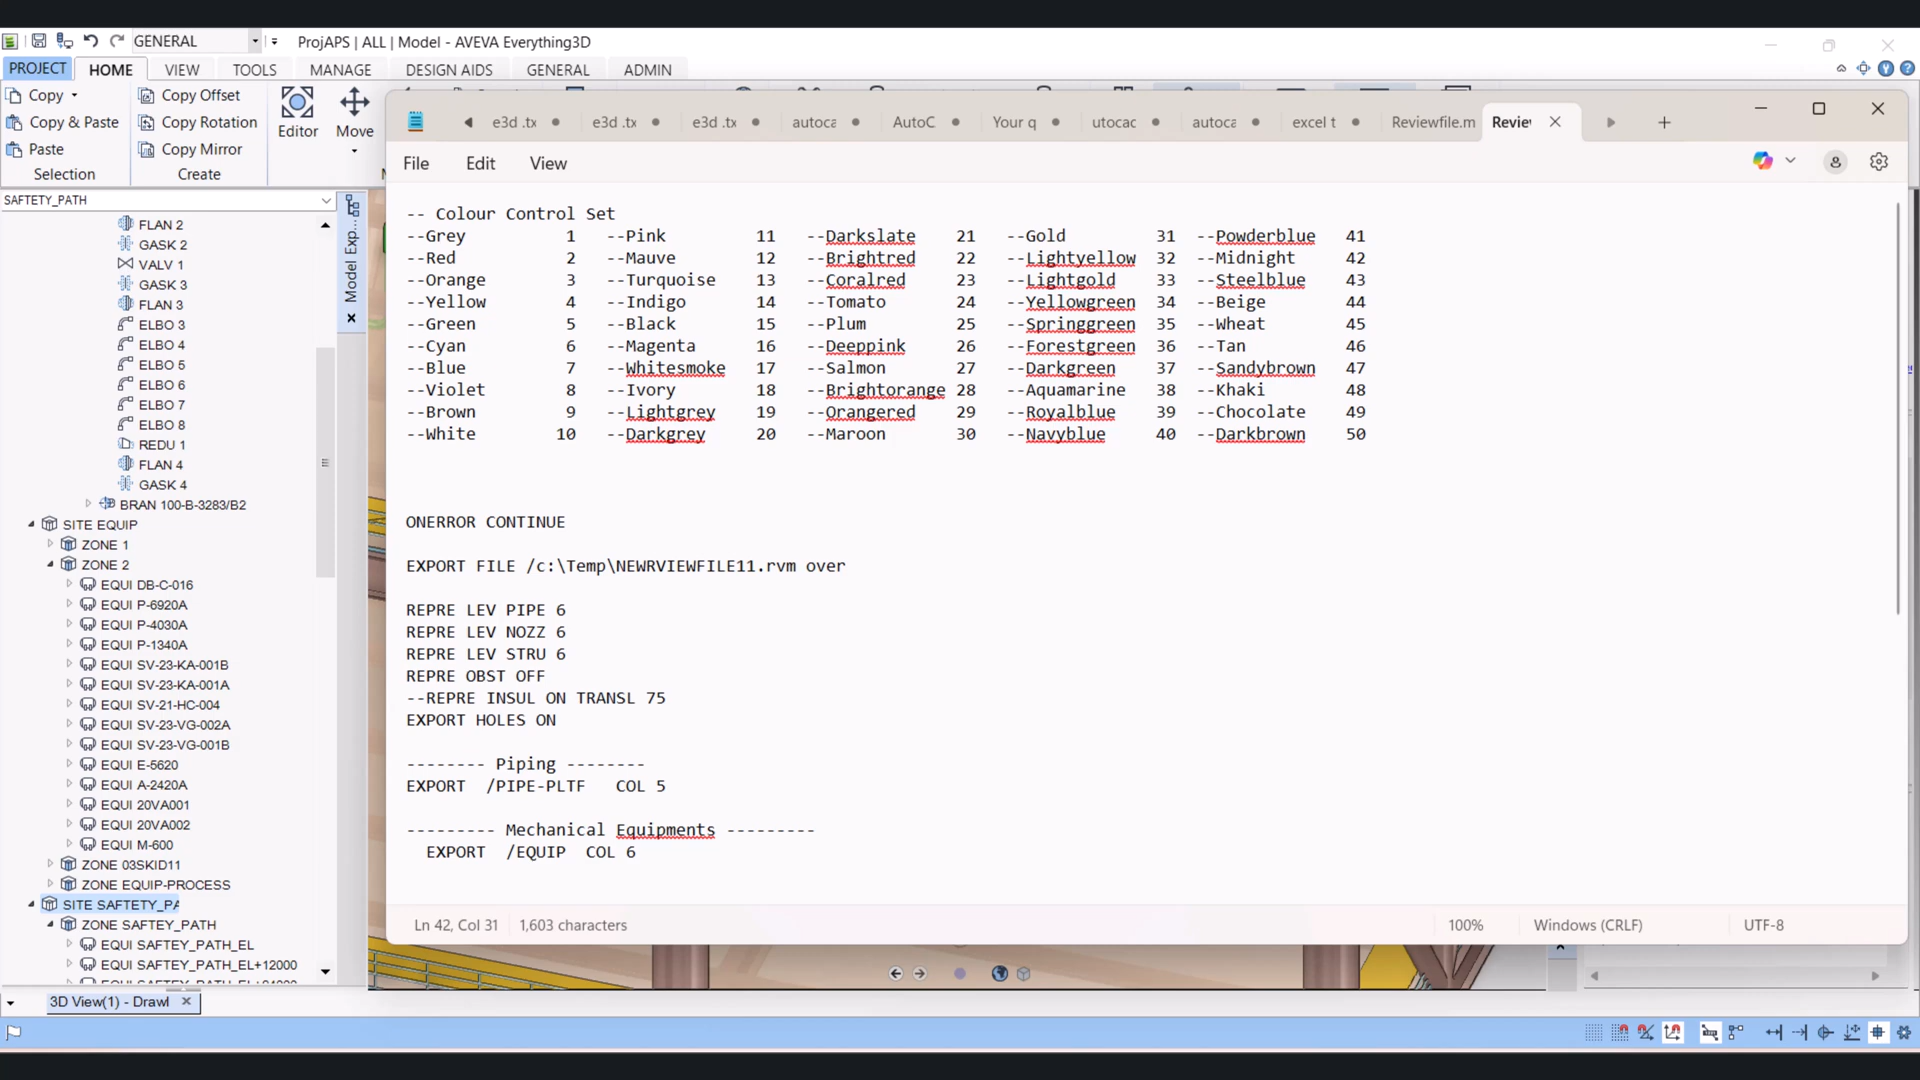 GENERAL
ProjAPS | ALL | Model - AVEVA Everything3D
PROJECT HOME VIEW TOOLS MANAGE DESIGN AIDS GENERAL ADMIN
Copy
Copy & Paste
Paste
Selection
Copy Offset
Copy Rotation
Copy Mirror
Create
Editor
Move
SAFTETY_PATH
Model Exp...
FLAN 2
GASK 2
VALV 1
GASK 3
FLAN 3
ELBO 3
ELBO 4
ELBO 5
ELBO 6
ELBO 7
ELBO 8
REDU 1
FLAN 4
GASK 4
BRAN 100-B-3283/B2
SITE EQUIP
ZONE 1
ZONE 2
EQUI DB-C-016
EQUI P-6920A
EQUI P-4030A
EQUI P-1340A
EQUI SV-23-KA-001B
EQUI SV-23-KA-001A
EQUI SV-21-HC-004
EQUI SV-23-VG-002A
EQUI SV-23-VG-001B
EQUI E-5620
EQUI A-2420A
EQUI 20VA001
EQUI 20VA002
EQUI M-600
ZONE 03SKID11
ZONE EQUIP-PROCESS
SITE SAFTETY_PA
ZONE SAFTEY_PATH
EQUI SAFTEY_PATH_EL
EQUI SAFTEY_PATH_EL+12000
3D View(1) - Drawl
e3d .tx e3d .tx e3d .tx autoca AutoC Your q utocac autoca excel t Reviewfile.m Review
File Edit View
-- Colour Control Set
--Grey 1 --Pink 11 --Darkslate 21 --Gold 31 --Powderblue 41
--Red 2 --Mauve 12 --Brightred 22 --Lightyellow 32 --Midnight 42
--Orange 3 --Turquoise 13 --Coralred 23 --Lightgold 33 --Steelblue 43
--Yellow 4 --Indigo 14 --Tomato 24 --Yellowgreen 34 --Beige 44
--Green 5 --Black 15 --Plum 25 --Springgreen 35 --Wheat 45
--Cyan 6 --Magenta 16 --Deeppink 26 --Forestgreen 36 --Tan 46
--Blue 7 --Whitesmoke 17 --Salmon 27 --Darkgreen 37 --Sandybrown 47
--Violet 8 --Ivory 18 --Brightorange 28 --Aquamarine 38 --Khaki 48
--Brown 9 --Lightgrey 19 --Orangered 29 --Royalblue 39 --Chocolate 49
--White 10 --Darkgrey 20 --Maroon 30 --Navyblue 40 --Darkbrown 50
ONERROR CONTINUE
EXPORT FILE /c:\Temp\NEWRVIEWFILE11.rvm over
REPRE LEV PIPE 6
REPRE LEV NOZZ 6
REPRE LEV STRU 6
REPRE OBST OFF
--REPRE INSUL ON TRANSL 75
EXPORT HOLES ON
-------- Piping --------
EXPORT /PIPE-PLTF COL 5
--------- Mechanical Equipments ---------
EXPORT /EQUIP COL 6
Ln 42, Col 31 1,603 characters 100% Windows (CRLF) UTF-8